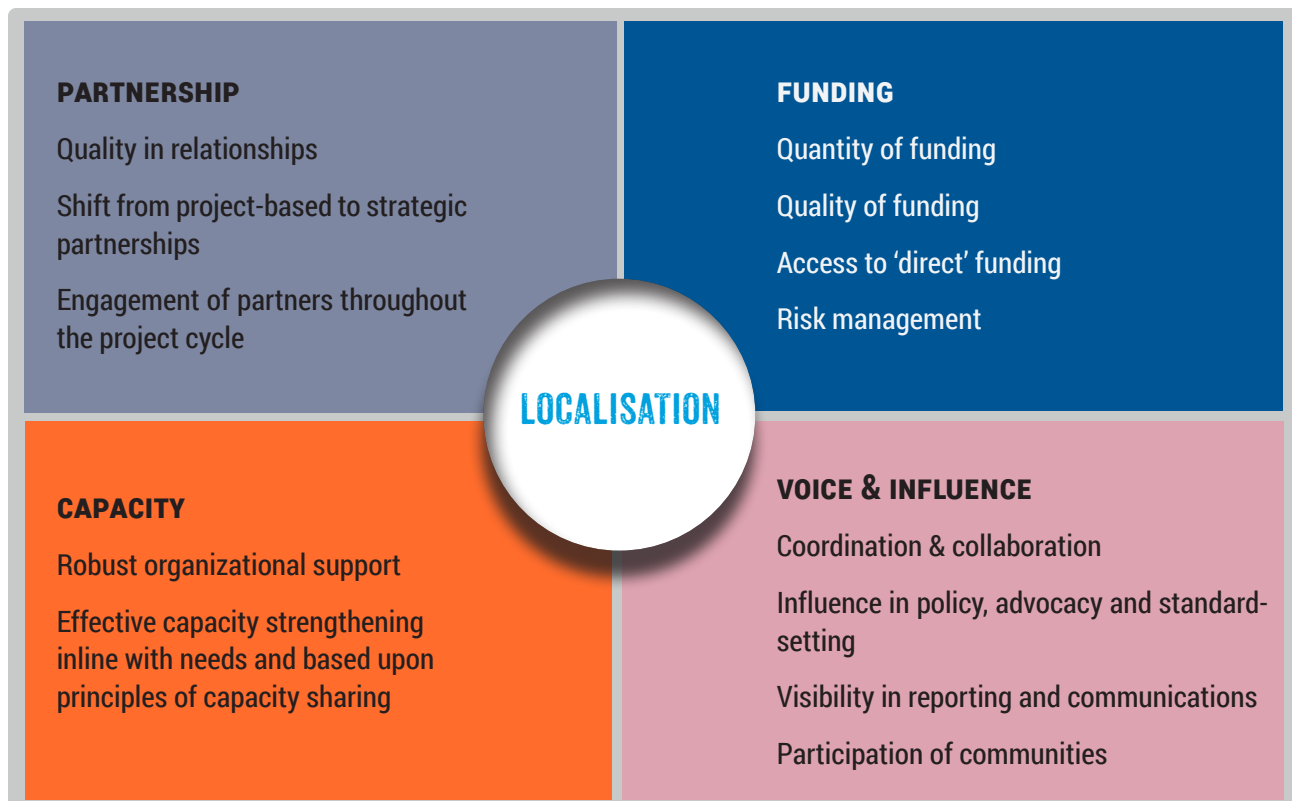 PARTNERSHIP
Quality in relationships
Shift from project-based to strategic
partnerships
Engagement of partners throughout
the project cycle
FUNDING
Quantity of funding
Quality of funding
Access to ‘direct’ funding
Risk management
LOCALISATION
CAPACITY
Robust organizational support
Effective capacity strengthening
inline with needs and based upon
principles of capacity sharing
VOICE & INFLUENCE
Coordination & collaboration
Influence in policy, advocacy and standard-
setting
Visibility in reporting and communications
Participation of communities